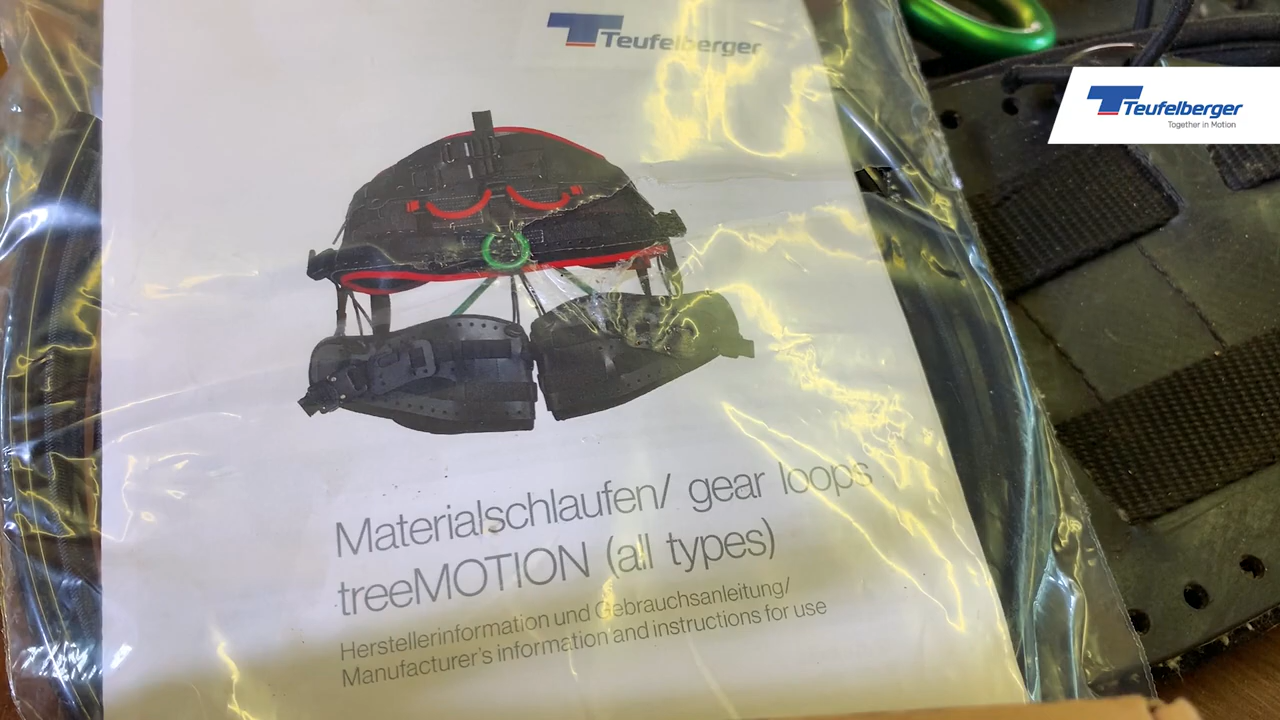 Teufelberger
Teufelberger
Together in Motion
Materialschlaufen/ gear loops
treeMOTION (all types)
Herstellerinformation und Gebrauchsanleitung/
Manufacturer's information and instructions for use